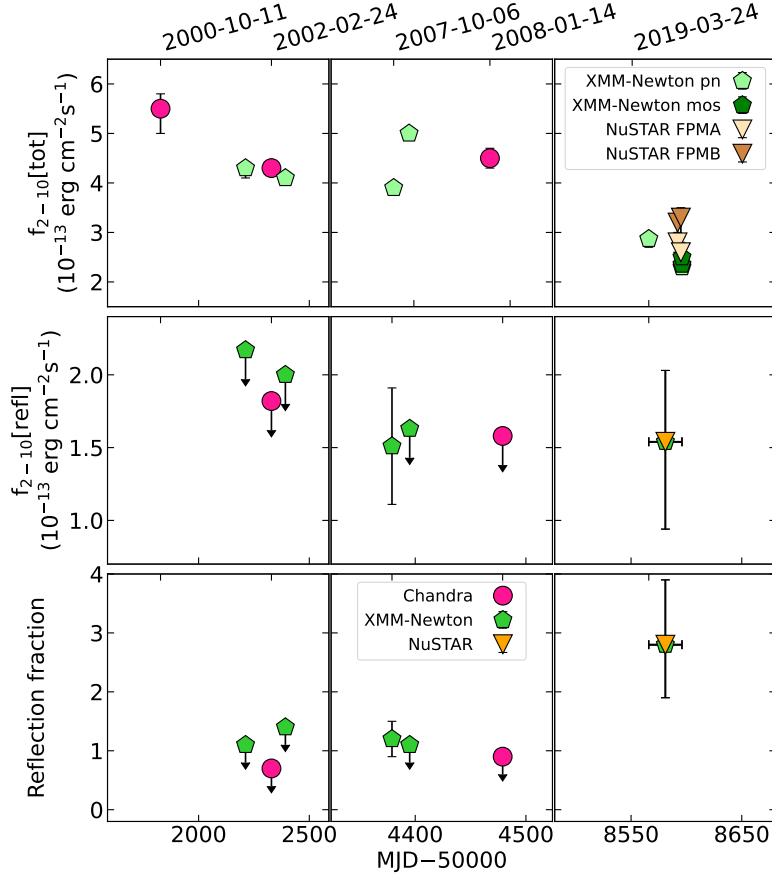 2000-10-11 2002-02-24 2007-10-06 2008-01-14 2019-03-24
f₂₋₁₀[tot]
(10⁻¹³ erg cm⁻²s⁻¹)
6
5
4
3
2
XMM-Newton pn
XMM-Newton mos
NuSTAR FPMA
NuSTAR FPMB
f₂₋₁₀[refl]
(10⁻¹³ erg cm⁻²s⁻¹)
2.0
1.5
1.0
Reflection fraction
4
3
2
1
0
Chandra
XMM-Newton
NuSTAR
2000 2500 4400 4500 8550 8650
MJD−50000